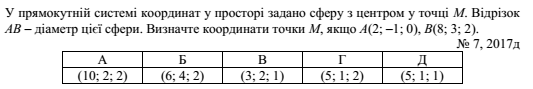 У прямокутній системі координат у просторі задано сферу з центром у точці M. Відрізок
AB – діаметр цієї сфери. Визначте координати точки M, якщо A(2; –1; 0), B(8; 3; 2).
№ 7, 2017д
А Б В Г Д
(10; 2; 2) (6; 4; 2) (3; 2; 1) (5; 1; 2) (5; 1; 1)